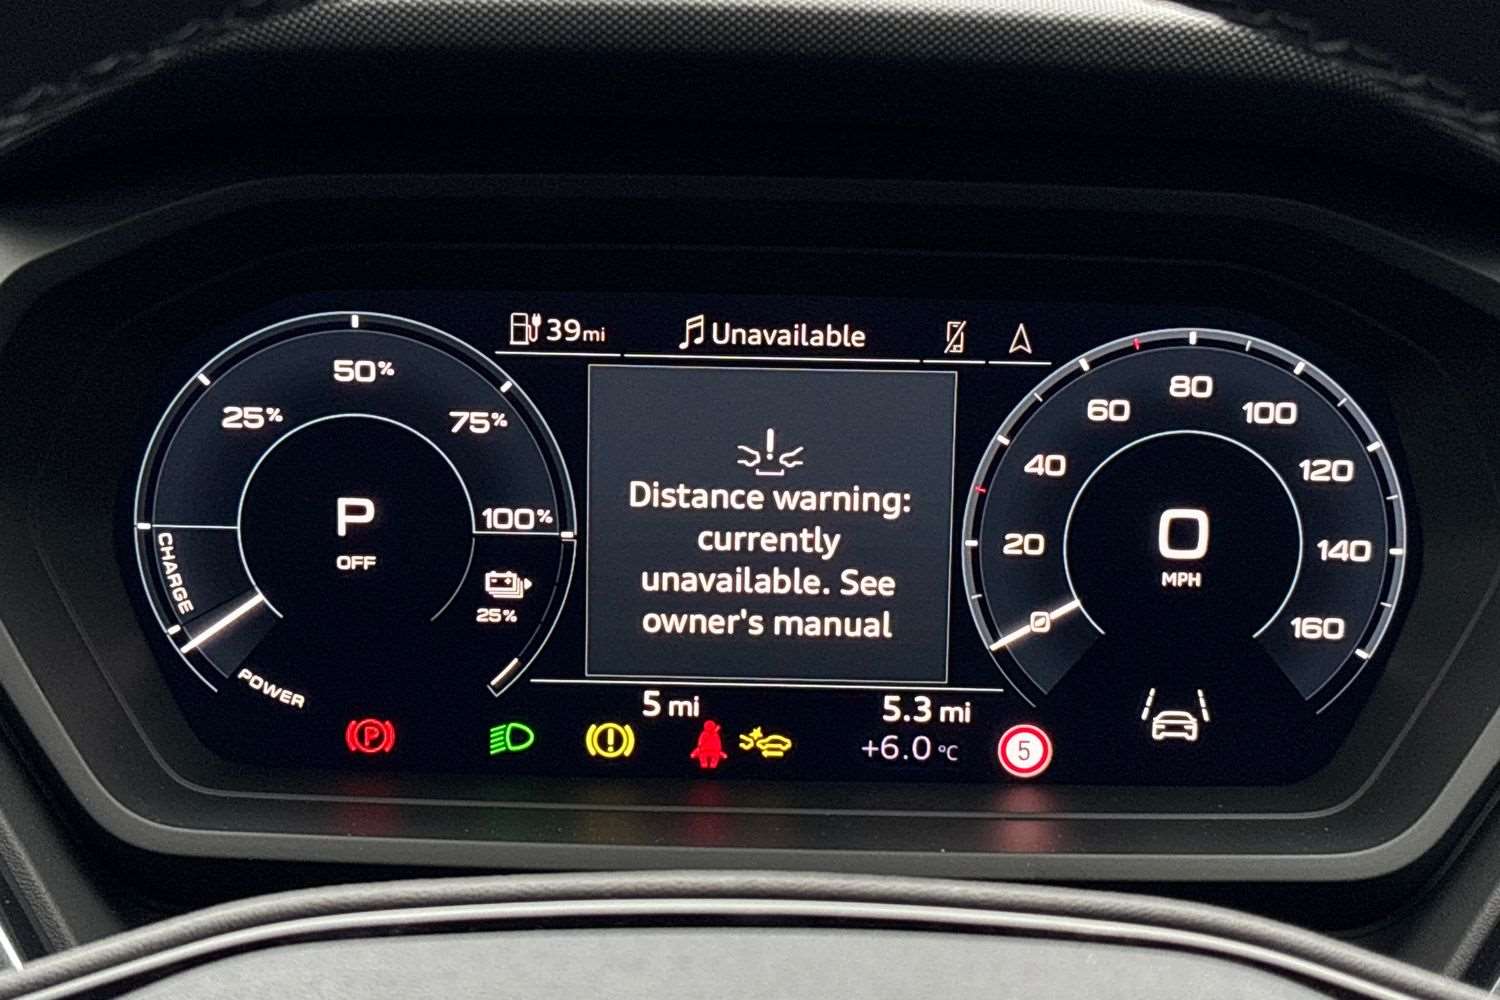 39mi
Unavailable
25%
50%
75%
100%
P
OFF
CHARGE
POWER
25%
Distance warning:
currently
unavailable. See
owner's manual
20
40
60
80
100
120
140
160
0
MPH
5 mi
5.3 mi
P
+6.0 °C
5